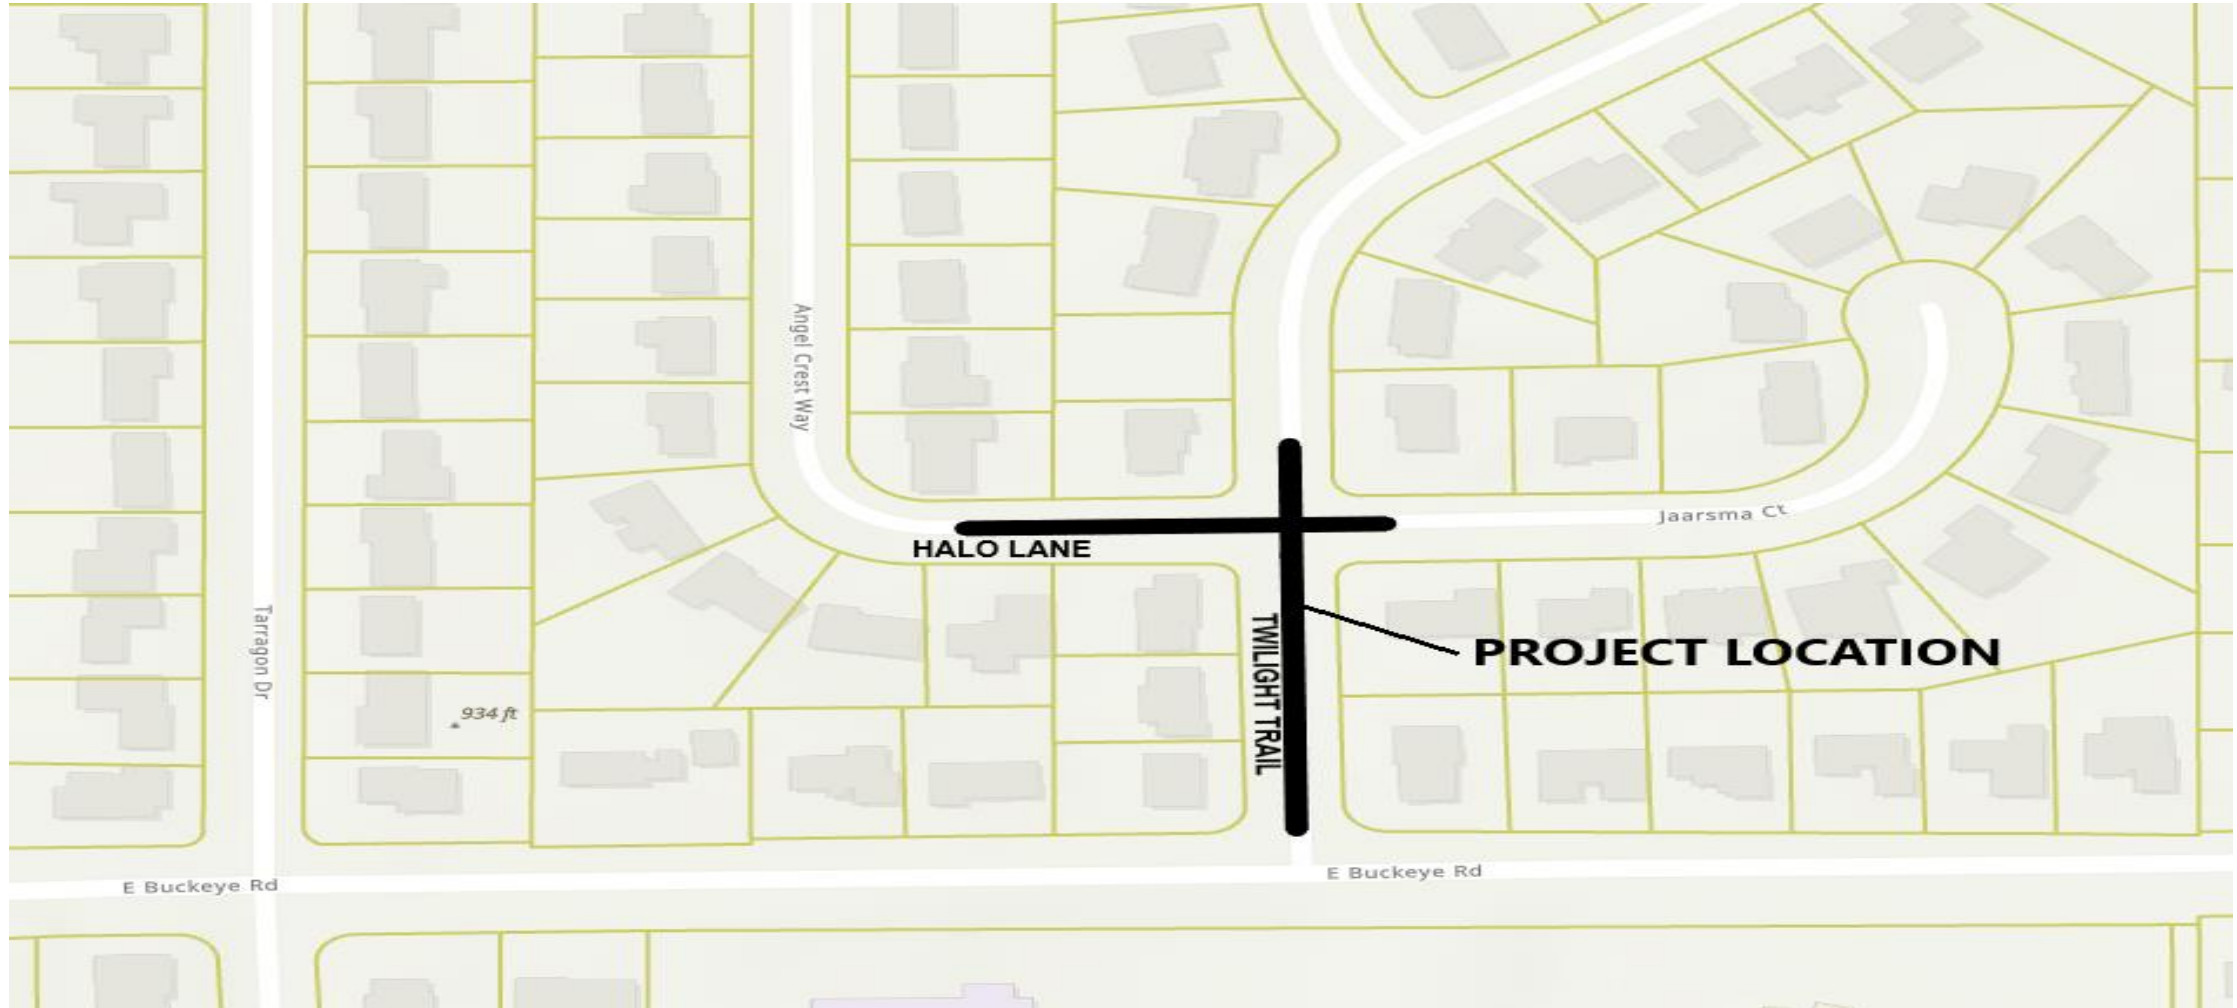 Angel Crest Way
Jaarsma Ct
HALO LANE
TWILIGHT TRAIL
PROJECT LOCATION
Tarragon Dr
934 ft
E Buckeye Rd
E Buckeye Rd